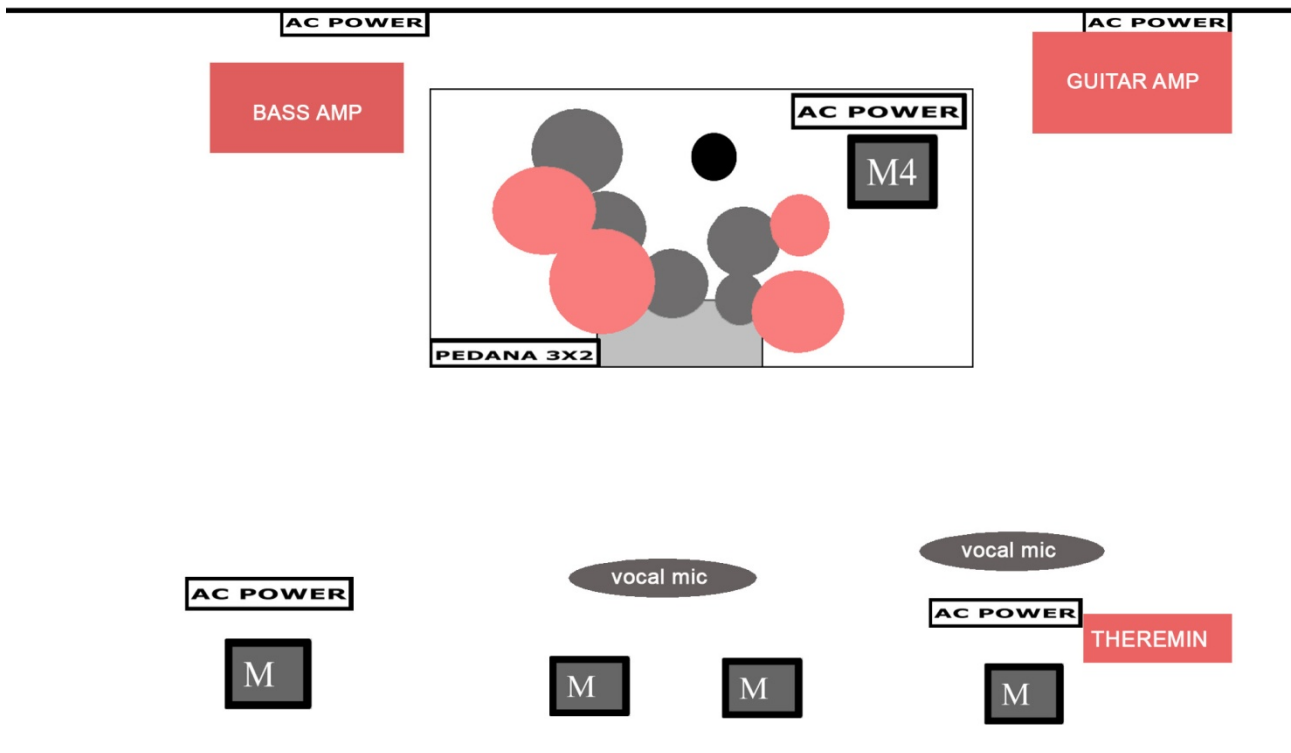 AC POWER
AC POWER
BASS AMP
GUITAR AMP
AC POWER
M4
PEDANA 3X2
vocal mic
vocal mic
AC POWER
AC POWER
THEREMIN
M
M
M
M